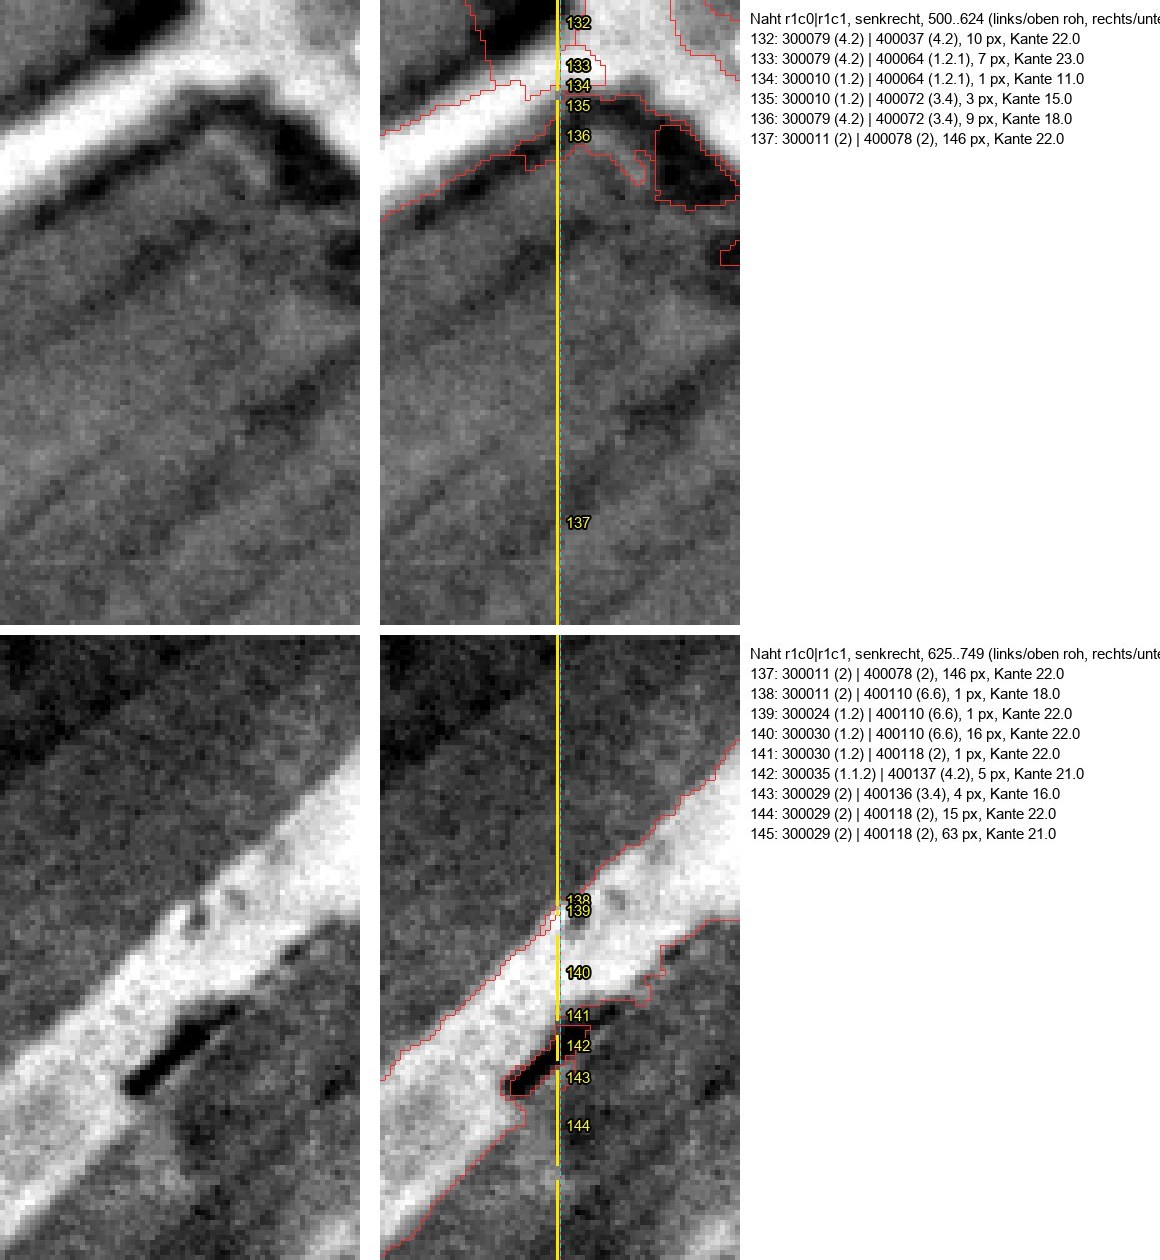 132
133
134
135
136
137
Naht r1c0|r1c1, senkrecht, 500..624 (links/oben roh, rechts/unte
132: 300079 (4.2) | 400037 (4.2), 10 px, Kante 22.0
133: 300079 (4.2) | 400064 (1.2.1), 7 px, Kante 23.0
134: 300010 (1.2) | 400064 (1.2.1), 1 px, Kante 11.0
135: 300010 (1.2) | 400072 (3.4), 3 px, Kante 15.0
136: 300079 (4.2) | 400072 (3.4), 9 px, Kante 18.0
137: 300011 (2) | 400078 (2), 146 px, Kante 22.0
138
139
140
141
142
143
144
Naht r1c0|r1c1, senkrecht, 625..749 (links/oben roh, rechts/unte
137: 300011 (2) | 400078 (2), 146 px, Kante 22.0
138: 300011 (2) | 400110 (6.6), 1 px, Kante 18.0
139: 300024 (1.2) | 400110 (6.6), 1 px, Kante 22.0
140: 300030 (1.2) | 400110 (6.6), 16 px, Kante 22.0
141: 300030 (1.2) | 400118 (2), 1 px, Kante 22.0
142: 300035 (1.1.2) | 400137 (4.2), 5 px, Kante 21.0
143: 300029 (2) | 400136 (3.4), 4 px, Kante 16.0
144: 300029 (2) | 400118 (2), 15 px, Kante 22.0
145: 300029 (2) | 400118 (2), 63 px, Kante 21.0